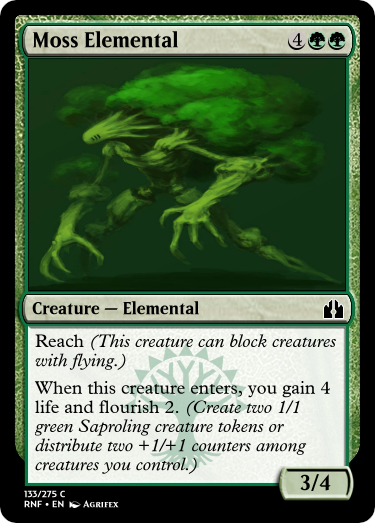 Moss Elemental 4
Creature — Elemental
Reach (This creature can block creatures
with flying.)
When this creature enters, you gain 4
life and flourish 2. (Create two 1/1
green Saproling creature tokens or
distribute two +1/+1 counters among
creatures you control.)
3/4
133/275 C
RNF • EN Agrifex